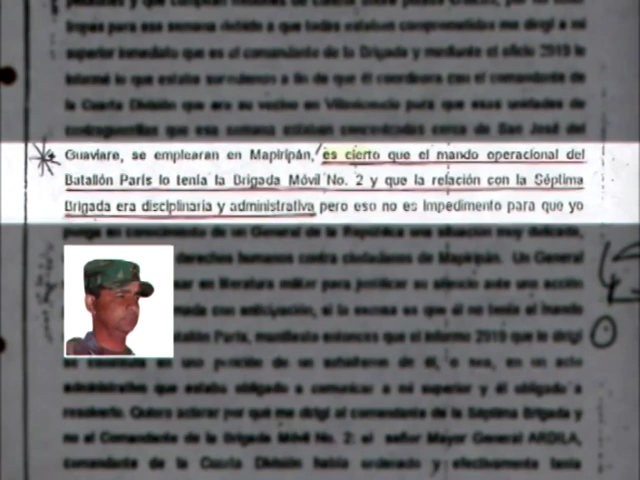 superior inmediato que es el comandante de la Brigada y mediante el oficio 2919 le
informé lo que estaba sucediendo a fin de que él coordinara con el comandante de
la Cuarta División que era su vecino en Villavicencio para que esas unidades de
contraguerrillas que esa semana estaban concentradas cerca de San José del
Guaviare, se emplearan en Mapiripán, es cierto que el mando operacional del
Batallón París lo tenía la Brigada Móvil No. 2 y que la relación con la Séptima
Brigada era disciplinaria y administrativa pero eso no es impedimento para que yo
ponga en conocimiento de un General de la República una situación muy delicada,
derechos humanos contra ciudadanos de Mapiripán. Un General
en literatura militar para justificar su silencio ante una acción
con anticipación, si la excusa es que él no tenía el mando
París, manifiesta entonces que el informe 2919 que le dirigí
administrativo que estaba obligado a comunicar a mi superior y él obligado a
resolverlo. Quiero aclarar por qué me dirigí al comandante de la Séptima Brigada y
no al Comandante de la Brigada Móvil No. 2: el señor Mayor General ARDILA,
comandante de la Cuarta División había ordenado y efectivamente tenía